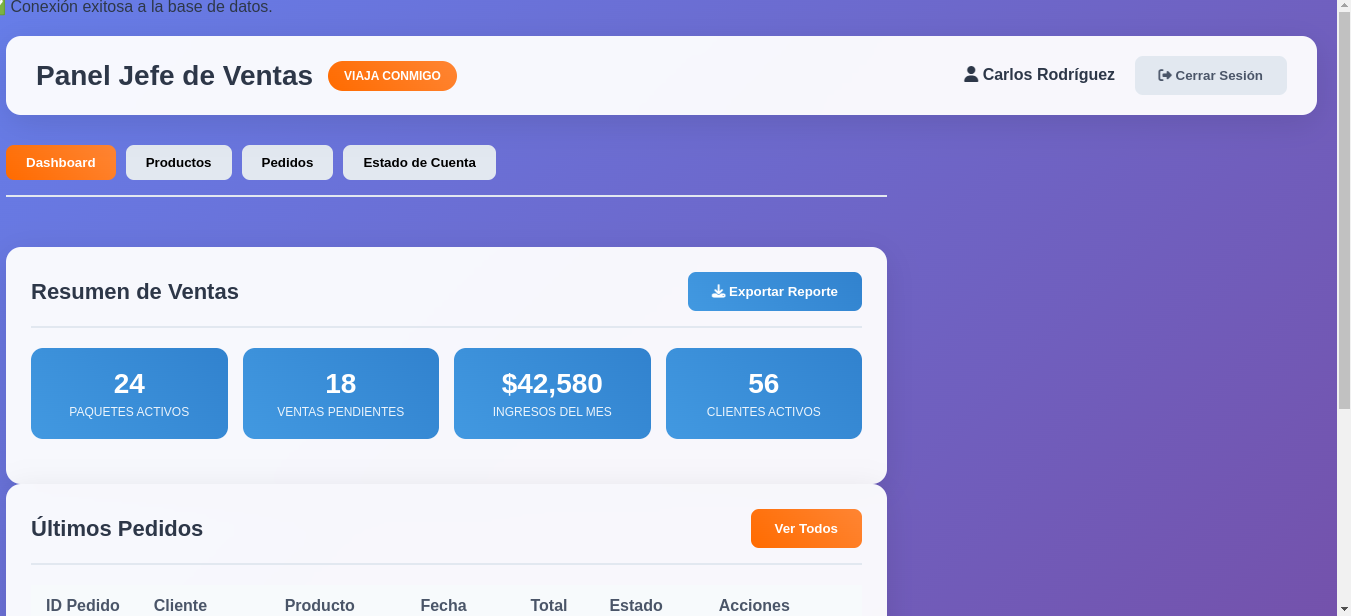 Conexión exitosa a la base de datos.
Panel Jefe de Ventas
VIAJA CONMIGO
Carlos Rodríguez
Cerrar Sesión
Dashboard
Productos
Pedidos
Estado de Cuenta
Resumen de Ventas
Exportar Reporte
24
PAQUETES ACTIVOS
18
VENTAS PENDIENTES
$42,580
INGRESOS DEL MES
56
CLIENTES ACTIVOS
Últimos Pedidos
Ver Todos
ID Pedido Cliente Producto Fecha Total Estado Acciones